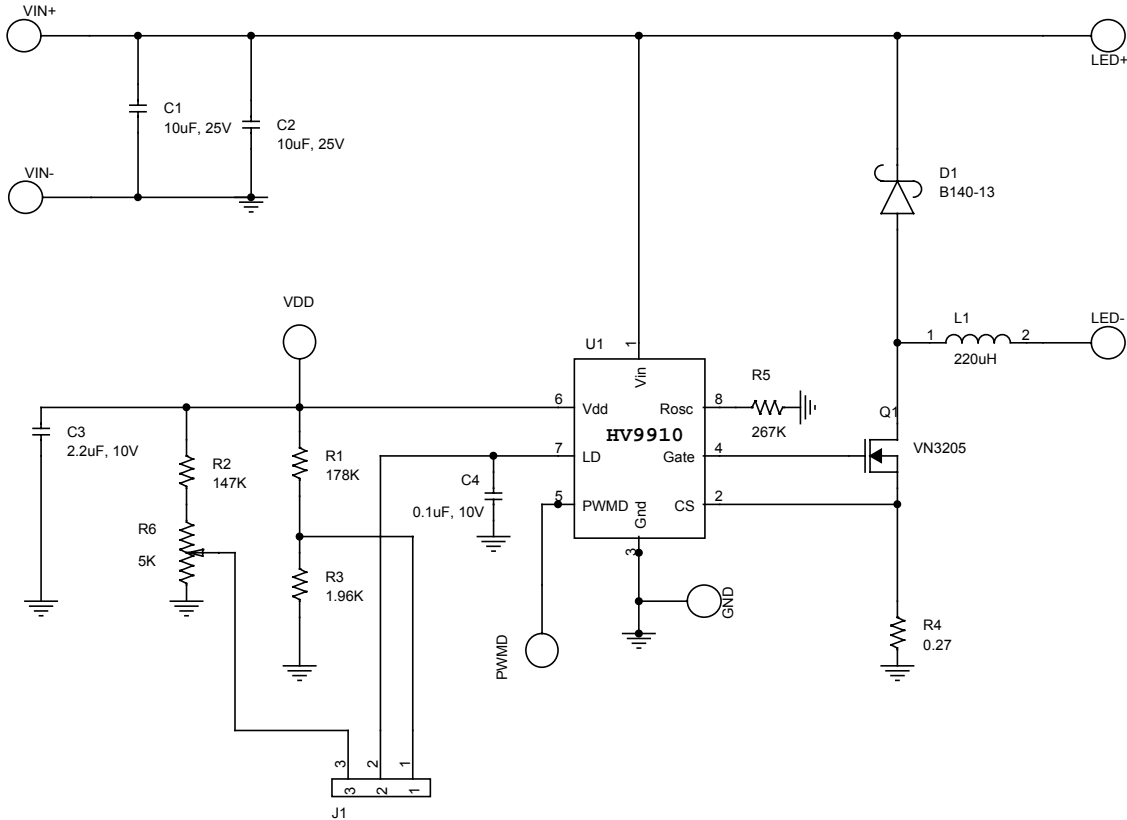 VIN+
LED+
C1
10uF, 25V
C2
10uF, 25V
VIN-
D1
B140-13
VDD
LED-
L1
1
2
220uH
U1
1
Vin
R5
6
Vdd
Rosc
8
267K
Q1
C3
2.2uF, 10V
HV9910
R2
147K
R1
178K
7
LD
Gate
4
VN3205
C4
0.1uF, 10V
5
PWMD
Gnd
CS
2
R6
5K
3
R3
1.96K
GND
PWMD
R4
0.27
3
2
1
3
2
1
J1